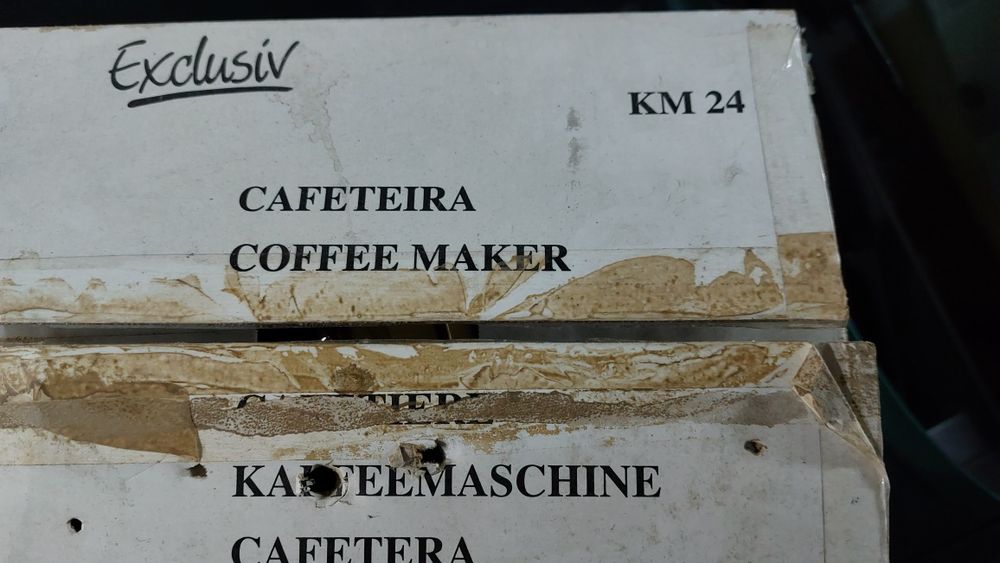 Exclusiv
KM 24
CAFETEIRA
COFFEE MAKER
KAFFEEMASCHINE
CAFETERA